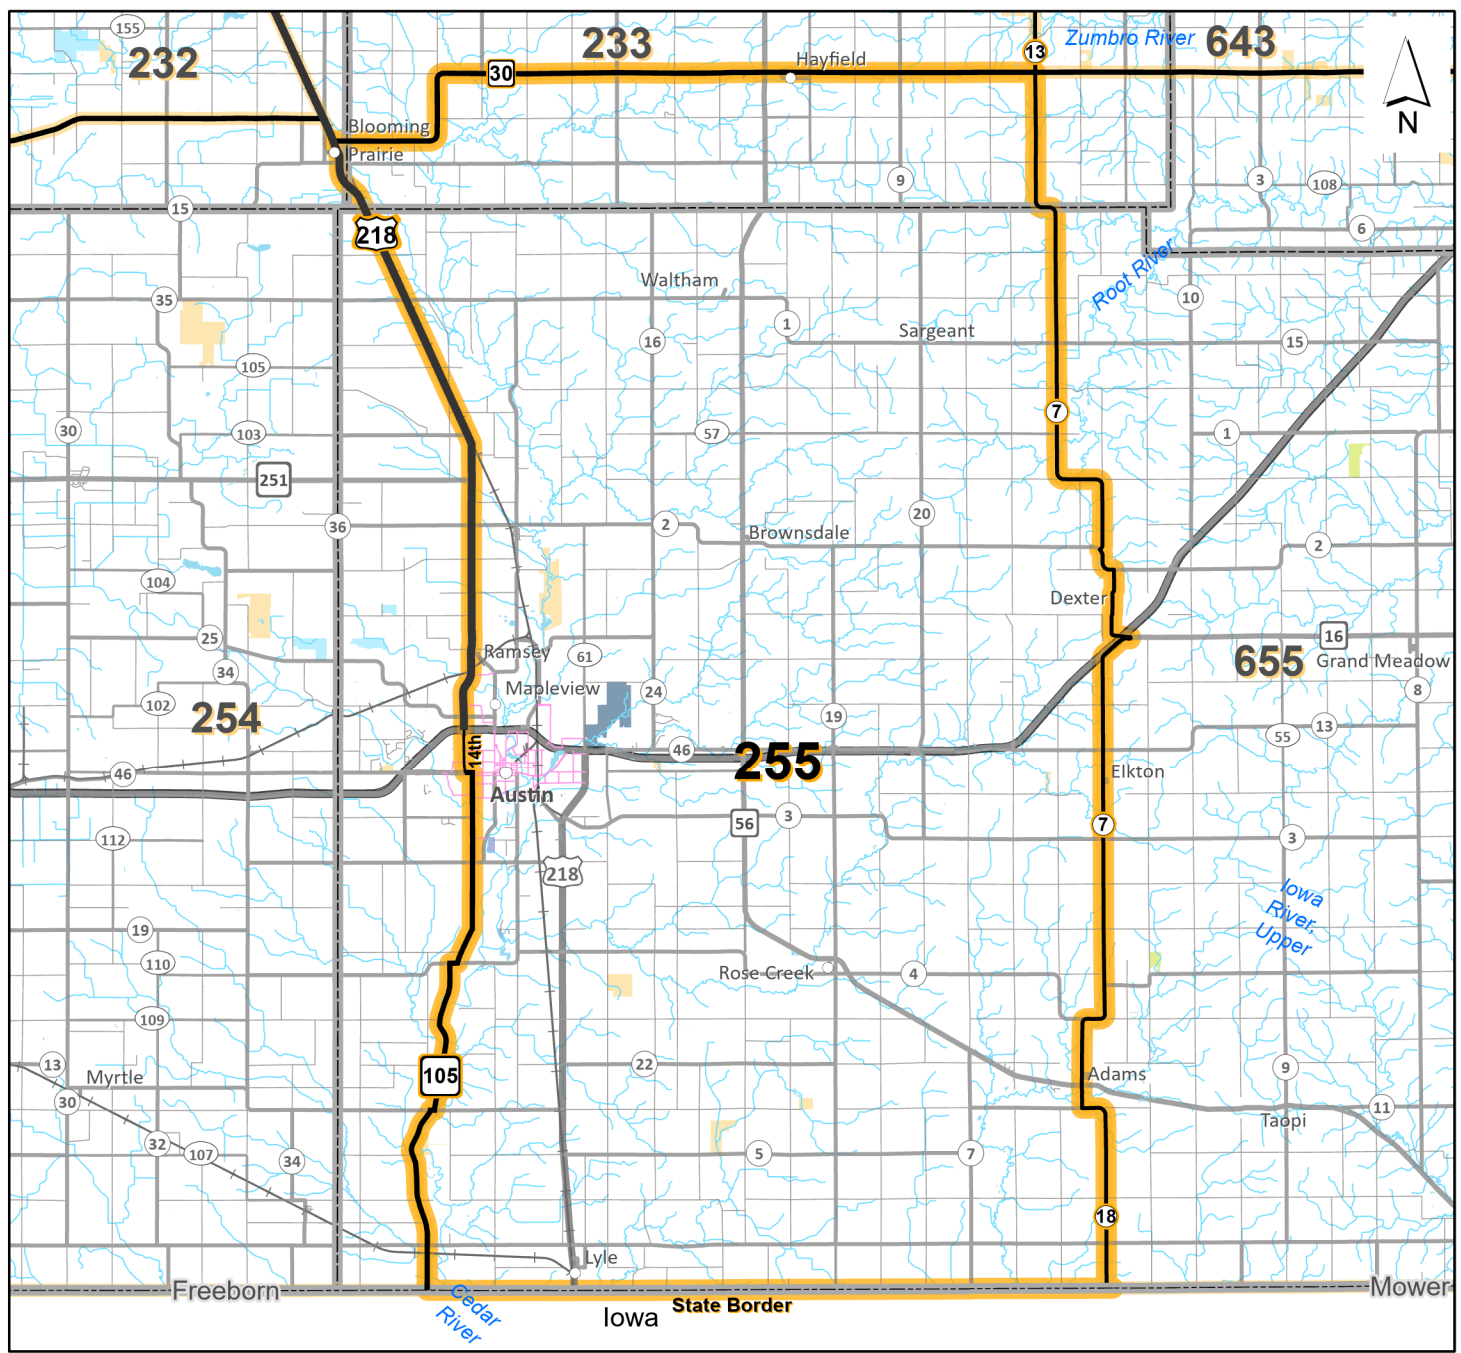 155
232
233
13
Zumbro River
643
30
Hayfield
N
Blooming
Prairie
9
3
108
15
218
6
Root River
Waltham
35
10
1
Sargeant
16
15
105
7
30
103
57
1
251
20
36
2
Brownsdale
2
104
Dexter
25
16
Ramsey
61
655
Grand Meadow
34
Mapleview
24
8
102
254
19
13
55
14th
46
255
46
Elkton
Austin
56
3
7
112
3
218
Iowa
River,
Upper
19
110
Rose Creek
4
109
13
Myrtle
105
22
Adams
9
30
11
Taopi
32
107
34
5
7
18
Lyle
Freeborn
Cedar
River
State Border
Iowa
Mower